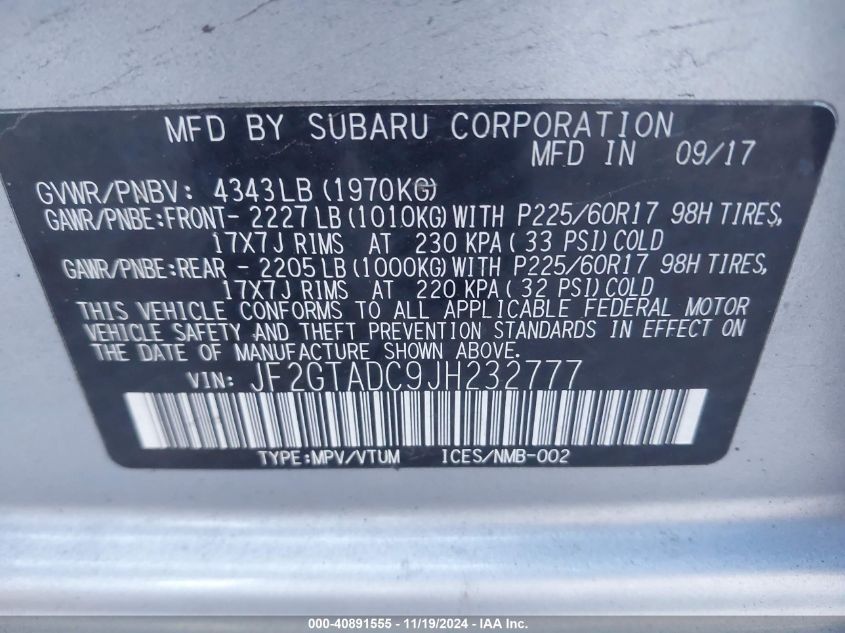 MFD BY SUBARU CORPORATION
MFD IN 09/17
GVWR/PNBV: 4343LB (1970KG)
GAWR/PNBE:FRONT- 2227 LB (1010KG) WITH P225/60R17 98H TIRES,
17X7J RIMS AT 230 KPA ( 33 PSI) COLD
GAWR/PNBE:REAR - 2205 LB (1000KG) WITH P225/60R17 98H TIRES,
17X7J RIMS AT 220 KPA ( 32 PSI) COLD
THIS VEHICLE CONFORMS TO ALL APPLICABLE FEDERAL MOTOR
VEHICLE SAFETY AND THEFT PREVENTION STANDARDS IN EFFECT ON
THE DATE OF MANUFACTURE SHOWN ABOVE.
VIN: JF2GTADC9JH232777
TYPE:MPV/VTUM ICES/NMB-002
000-40891555 - 11/19/2024 - IAA, Inc.